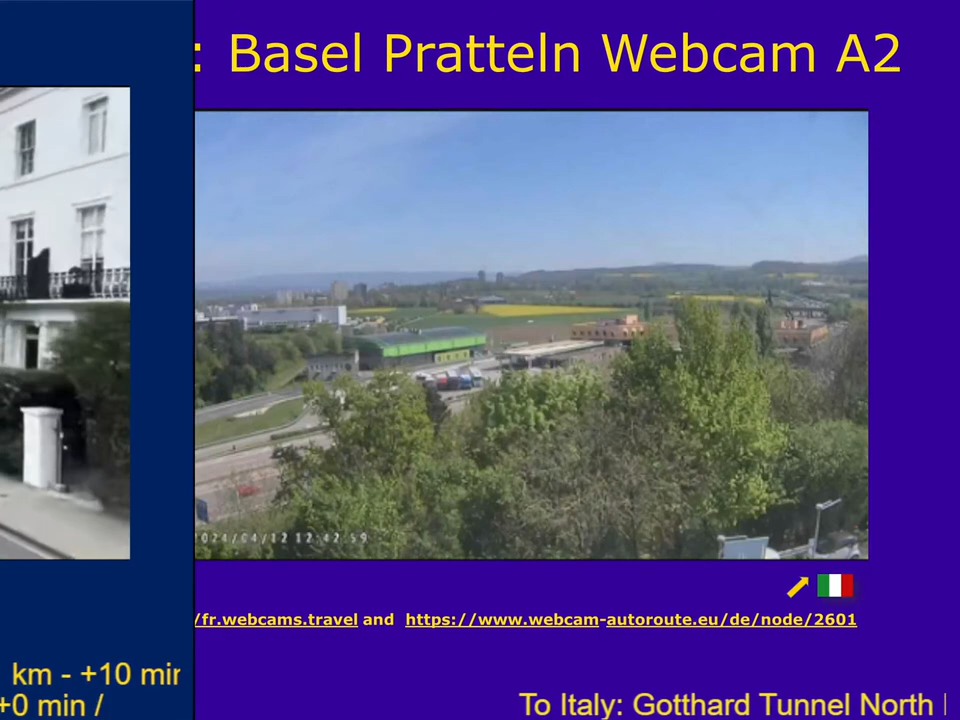 : Basel Pratteln Webcam A2
2024/04/12 12:42:59
/fr.webcams.travel and https://www.webcam-autoroute.eu/de/node/2601
km - +10 min
+0 min /
To Italy: Gotthard Tunnel North